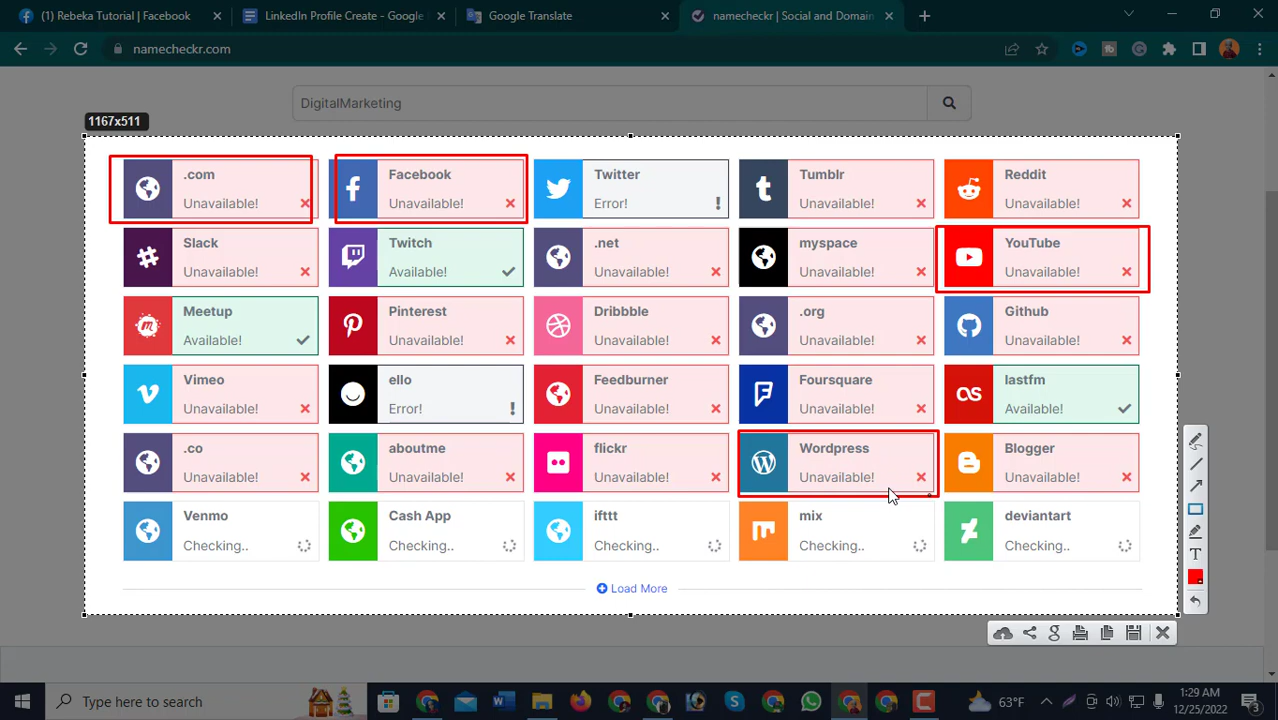 (1) Rebeka Tutorial | Facebook
LinkedIn Profile Create - Google
Google Translate
namecheckr | Social and Domain
namecheckr.com
DigitalMarketing
1167x511
.com
Unavailable!
Facebook
Unavailable!
Twitter
Error!
Tumblr
Unavailable!
Reddit
Unavailable!
Slack
Unavailable!
Twitch
Available!
.net
Unavailable!
myspace
Unavailable!
YouTube
Unavailable!
Meetup
Available!
Pinterest
Unavailable!
Dribbble
Unavailable!
.org
Unavailable!
Github
Unavailable!
Vimeo
Unavailable!
ello
Error!
Feedburner
Unavailable!
Foursquare
Unavailable!
lastfm
Available!
.co
Unavailable!
aboutme
Unavailable!
flickr
Unavailable!
Wordpress
Unavailable!
Blogger
Unavailable!
Venmo
Checking..
Cash App
Checking..
ifttt
Checking..
mix
Checking..
deviantart
Checking..
Load More
Type here to search
63°F
1:29 AM
12/25/2022
3